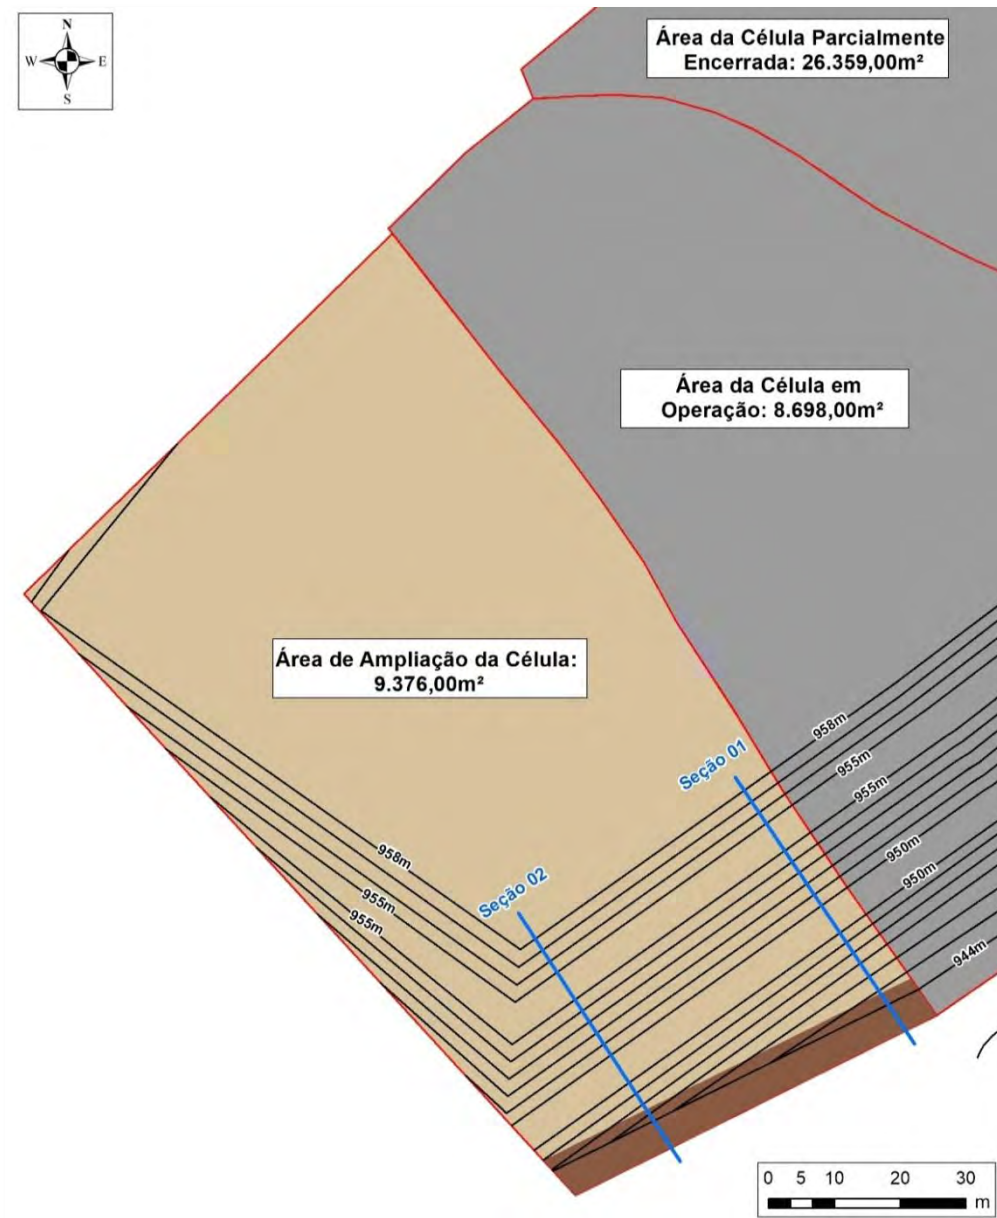 N
W E
S
Área da Célula Parcialmente
Encerrada: 26.359,00m²
Área da Célula em
Operação: 8.698,00m²
Área de Ampliação da Célula:
9.376,00m²
958m
Seção 01
955m
955m
958m
950m
Seção 02
950m
955m
955m
944m
0 5 10 20 30
m